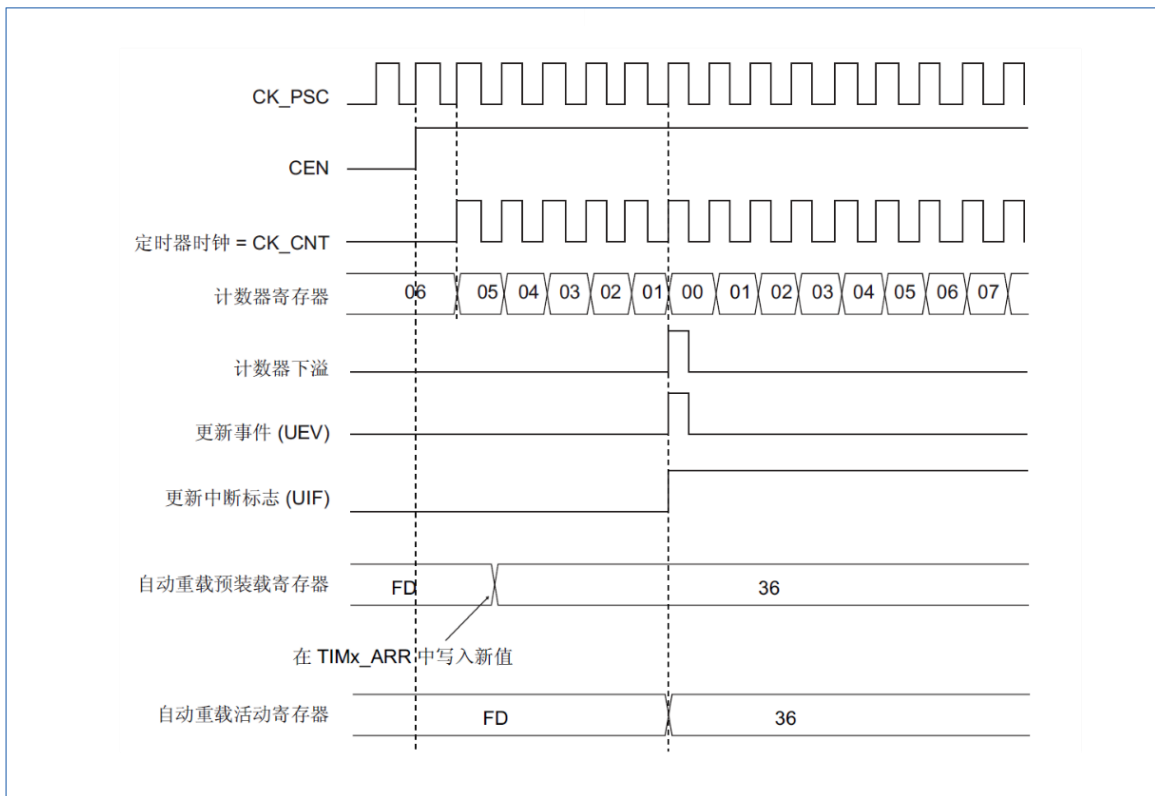 CK_PSC
CEN
定时器时钟 = CK_CNT
计数器寄存器 06 05 04 03 02 01 00 01 02 03 04 05 06 07
计数器下溢
更新事件 (UEV)
更新中断标志 (UIF)
自动重载预装载寄存器 FD 36
在 TIMx_ARR 中写入新值
自动重载活动寄存器 FD 36